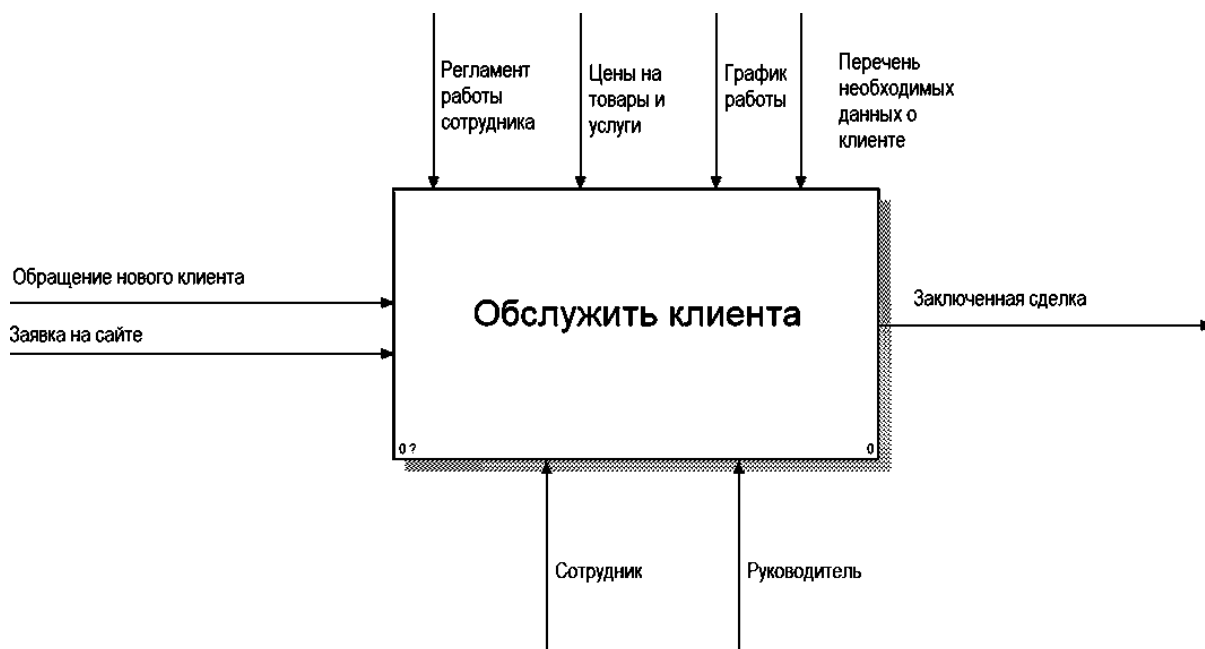 Регламент
работы
сотрудника
Цены на
товары и
услуги
График
работы
Перечень
необходимых
данных о
клиенте
Обращение нового клиента
Заявка на сайте
Обслужить клиента
Заключенная сделка
0 ?
0
Сотрудник
Руководитель